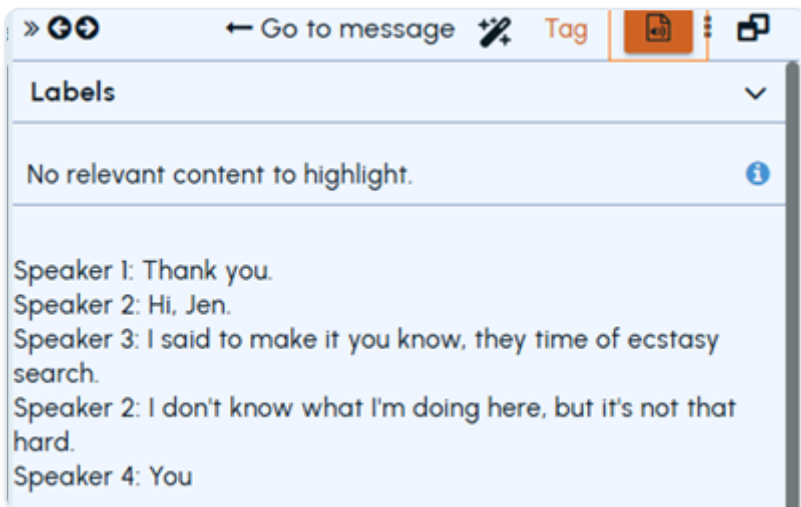 » Go to message Tag
Labels
No relevant content to highlight.
Speaker 1: Thank you.
Speaker 2: Hi, Jen.
Speaker 3: I said to make it you know, they time of ecstasy
search.
Speaker 2: I don't know what I'm doing here, but it's not that
hard.
Speaker 4: You